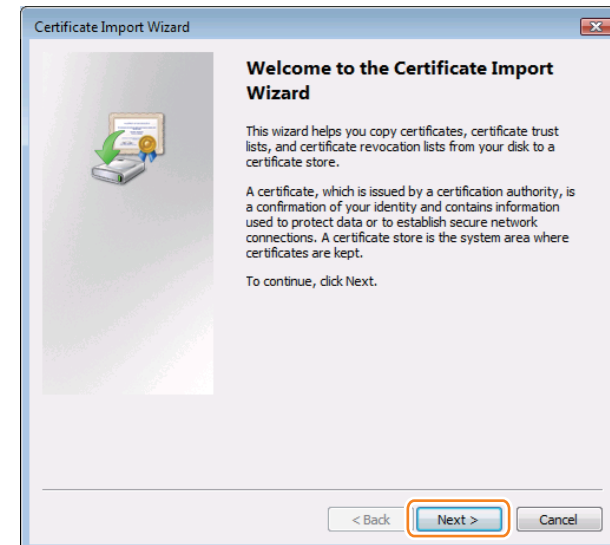 Certificate Import Wizard
Welcome to the Certificate Import
Wizard
This wizard helps you copy certificates, certificate trust
lists, and certificate revocation lists from your disk to a
certificate store.
A certificate, which is issued by a certification authority, is
a confirmation of your identity and contains information
used to protect data or to establish secure network
connections. A certificate store is the system area where
certificates are kept.
To continue, click Next.
< Back Next > Cancel